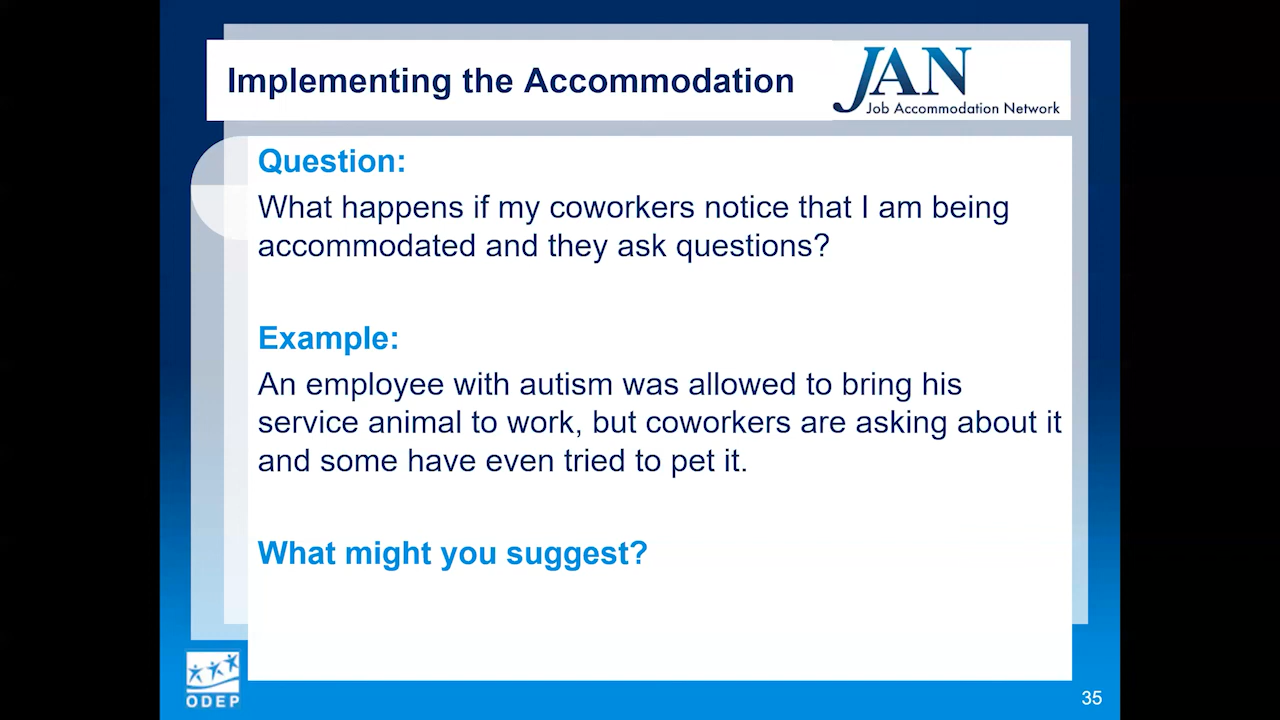 Implementing the Accommodation
JAN
Job Accommodation Network
Question:
What happens if my coworkers notice that I am being
accommodated and they ask questions?
Example:
An employee with autism was allowed to bring his
service animal to work, but coworkers are asking about it
and some have even tried to pet it.
What might you suggest?
ODEP
35